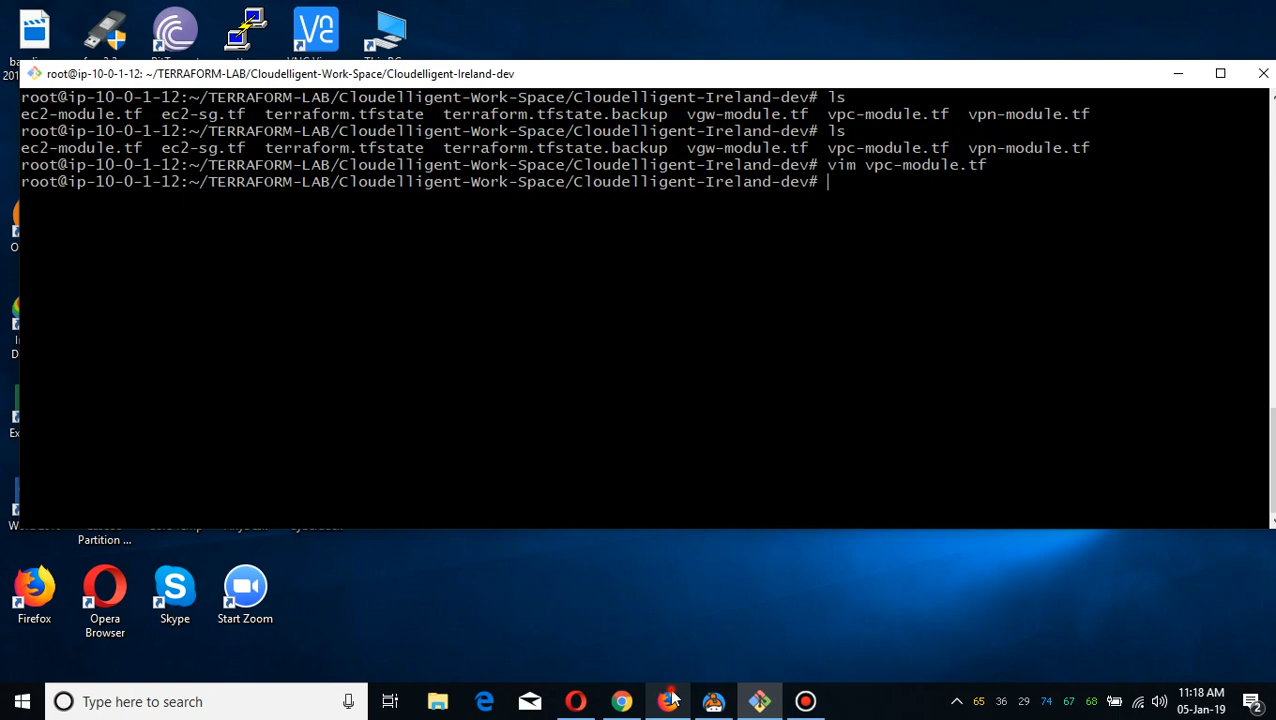 root@ip-10-0-1-12: ~/TERRAFORM-LAB/Cloudelligent-Work-Space/Cloudelligent-Ireland-dev
root@ip-10-0-1-12:~/TERRAFORM-LAB/Cloudelligent-Work-Space/Cloudelligent-Ireland-dev# ls
ec2-module.tf ec2-sg.tf terraform.tfstate terraform.tfstate.backup vgw-module.tf vpc-module.tf vpn-module.tf
root@ip-10-0-1-12:~/TERRAFORM-LAB/Cloudelligent-Work-Space/Cloudelligent-Ireland-dev# ls
ec2-module.tf ec2-sg.tf terraform.tfstate terraform.tfstate.backup vgw-module.tf vpc-module.tf vpn-module.tf
root@ip-10-0-1-12:~/TERRAFORM-LAB/Cloudelligent-Work-Space/Cloudelligent-Ireland-dev# vim vpc-module.tf
root@ip-10-0-1-12:~/TERRAFORM-LAB/Cloudelligent-Work-Space/Cloudelligent-Ireland-dev#
Partition ...
Firefox
Opera Browser
Skype
Start Zoom
Type here to search
65 36 29 74 67 68
11:18 AM
05-Jan-19
2